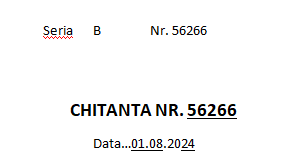 Seria B Nr. 56266
CHITANTA NR. 56266
Data...01.08.2024